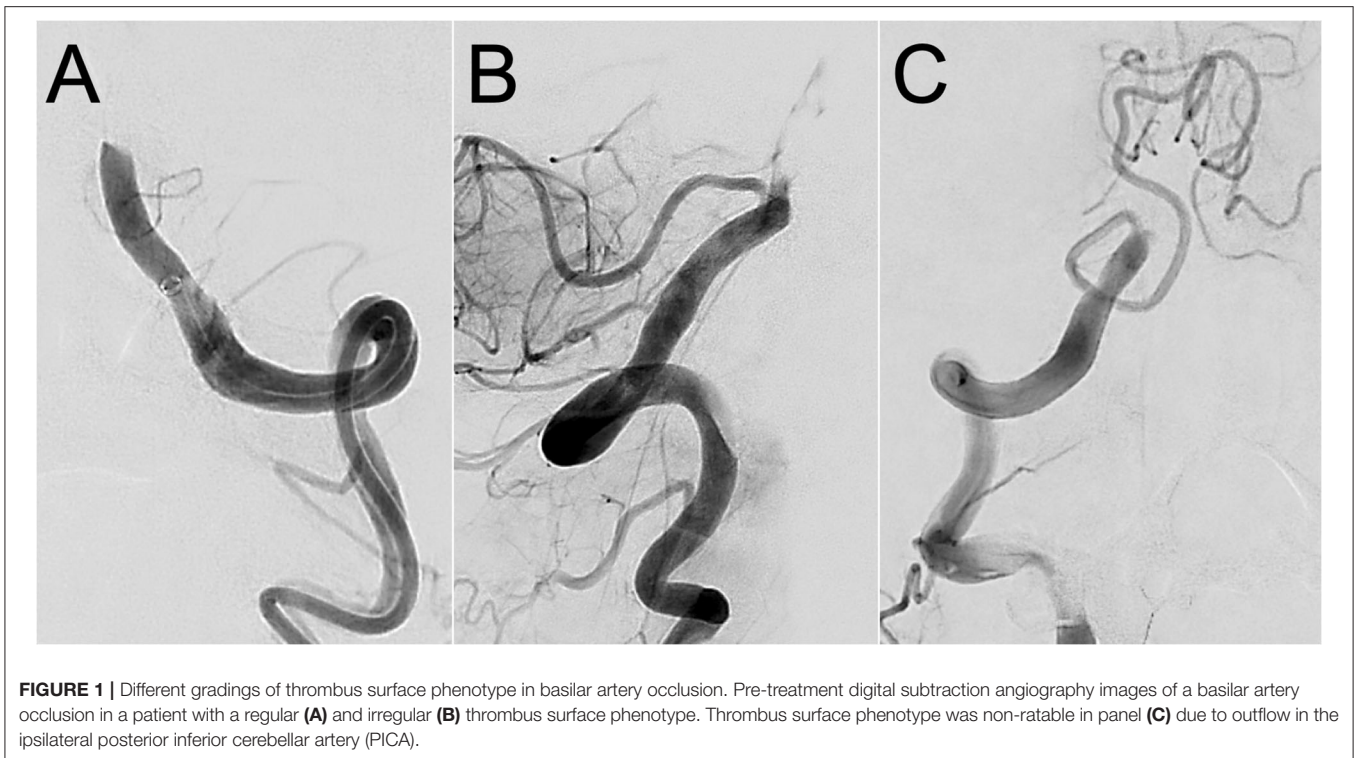 A
B
C
FIGURE 1 | Different gradings of thrombus surface phenotype in basilar artery occlusion. Pre-treatment digital subtraction angiography images of a basilar artery
occlusion in a patient with a regular (A) and irregular (B) thrombus surface phenotype. Thrombus surface phenotype was non-ratable in panel (C) due to outflow in the
ipsilateral posterior inferior cerebellar artery (PICA).